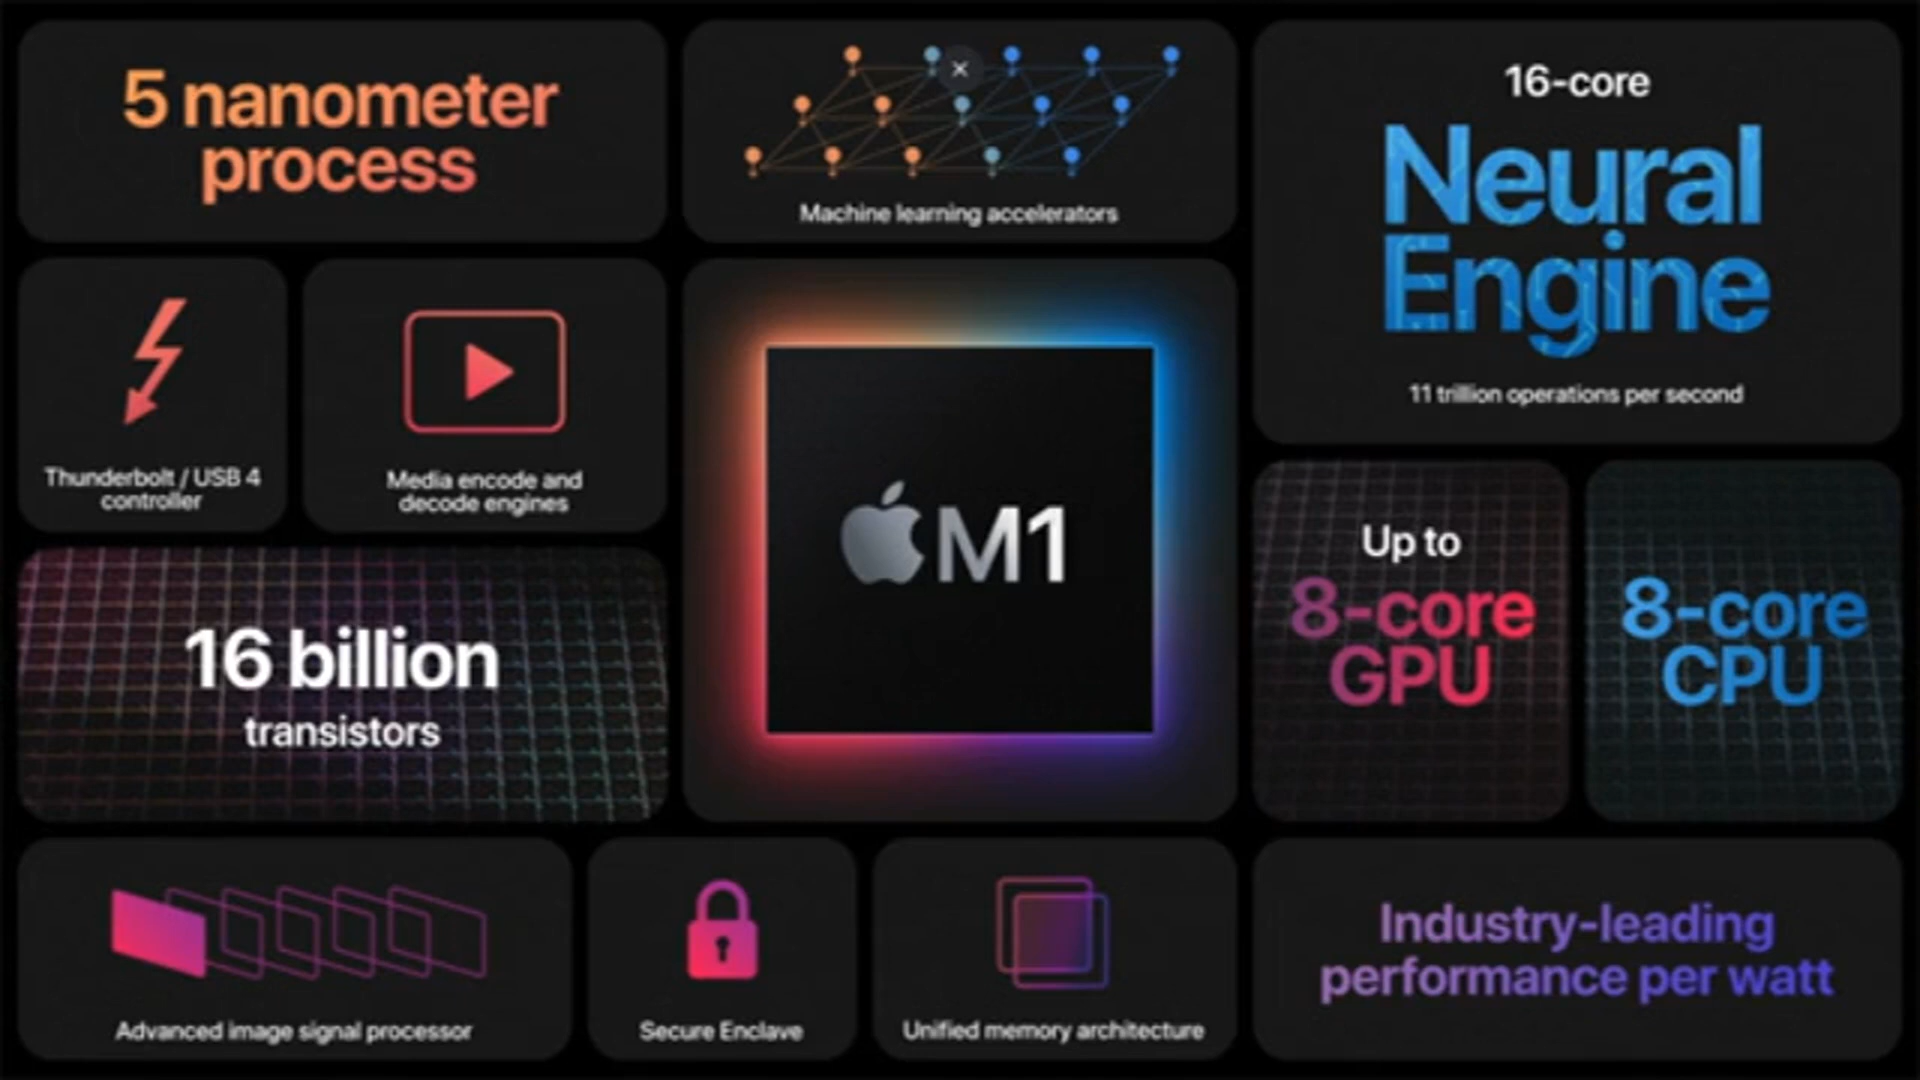 5 nanometer
process
Machine learning accelerators
16-core
Neural
Engine
11 trillion operations per second
Thunderbolt / USB 4
controller
Media encode and
decode engines
M1
Up to
8-core
GPU
8-core
CPU
16 billion
transistors
Advanced image signal processor
Secure Enclave
Unified memory architecture
Industry-leading
performance per watt